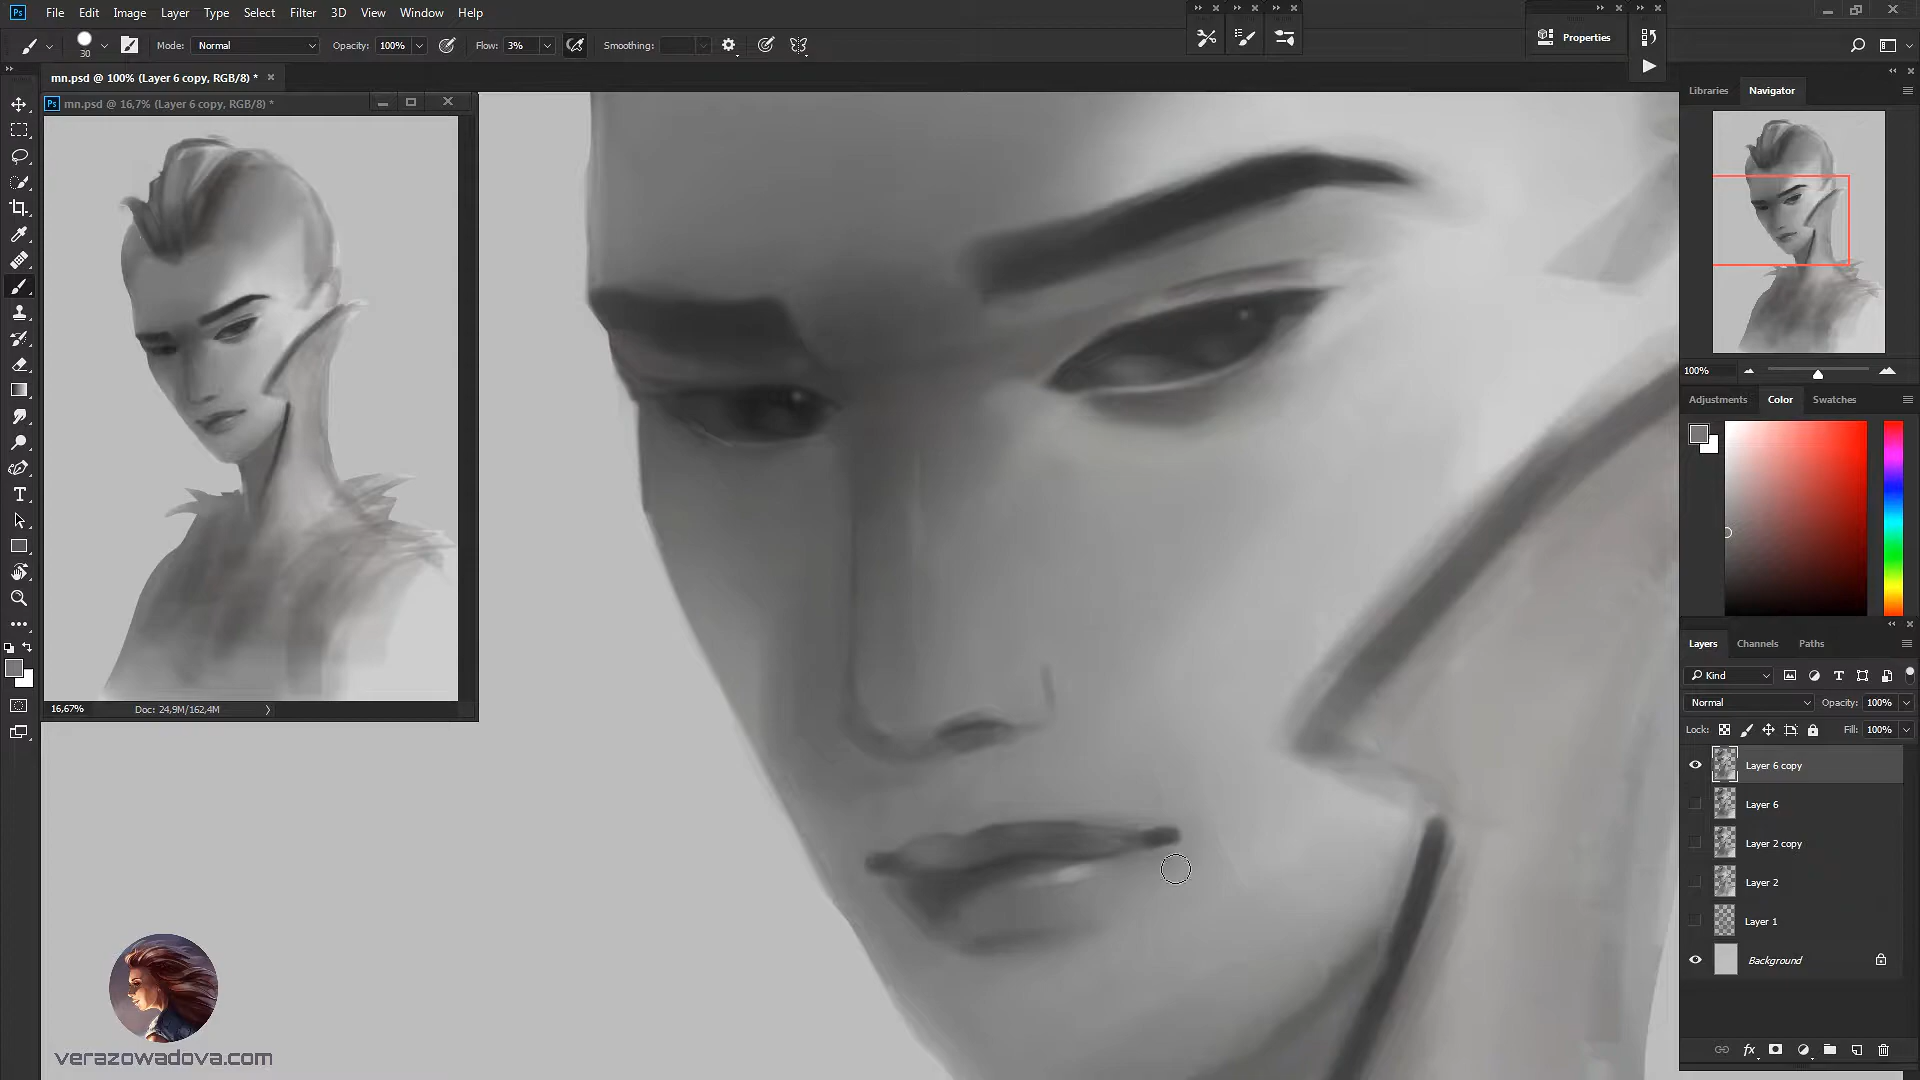 Ps File Edit Image Layer Type Select Filter 3D View Window Help
30 Mode: Normal Opacity: 100% Flow: 3% Smoothing: Properties
mn.psd @ 100% (Layer 6 copy, RGB/8) *
Ps mn.psd @ 16,7% (Layer 6 copy, RGB/8) *
16,67% Doc: 24,9M/162,4M
Libraries Navigator
100%
Adjustments Color Swatches
Layers Channels Paths
Kind
Normal Opacity: 100%
Lock: Fill: 100%
Layer 6 copy
Layer 6
Layer 2 copy
Layer 2
Layer 1
Background
fx
verazowadova.com